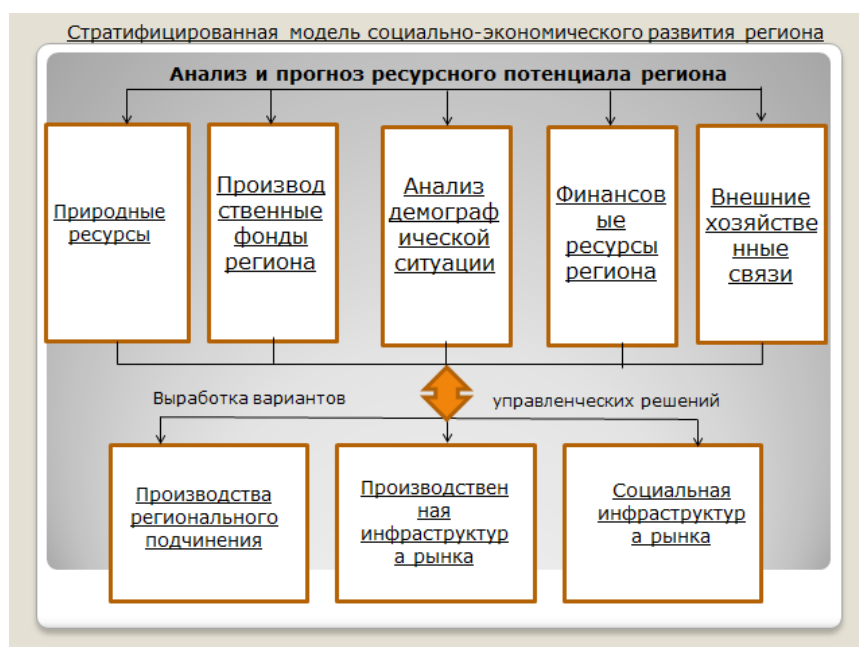 Стратифицированная модель социально-экономического развития региона
Анализ и прогноз ресурсного потенциала региона
Природные
ресурсы
Производ
ственные
фонды
региона
Анализ
демограф
ической
ситуации
Финансов
ые
ресурсы
региона
Внешние
хозяйстве
нные
связи
Выработка вариантов
управленческих решений
Производства
регионального
подчинения
Производствен
ная
инфраструктур
а рынка
Социальная
инфраструктур
а рынка